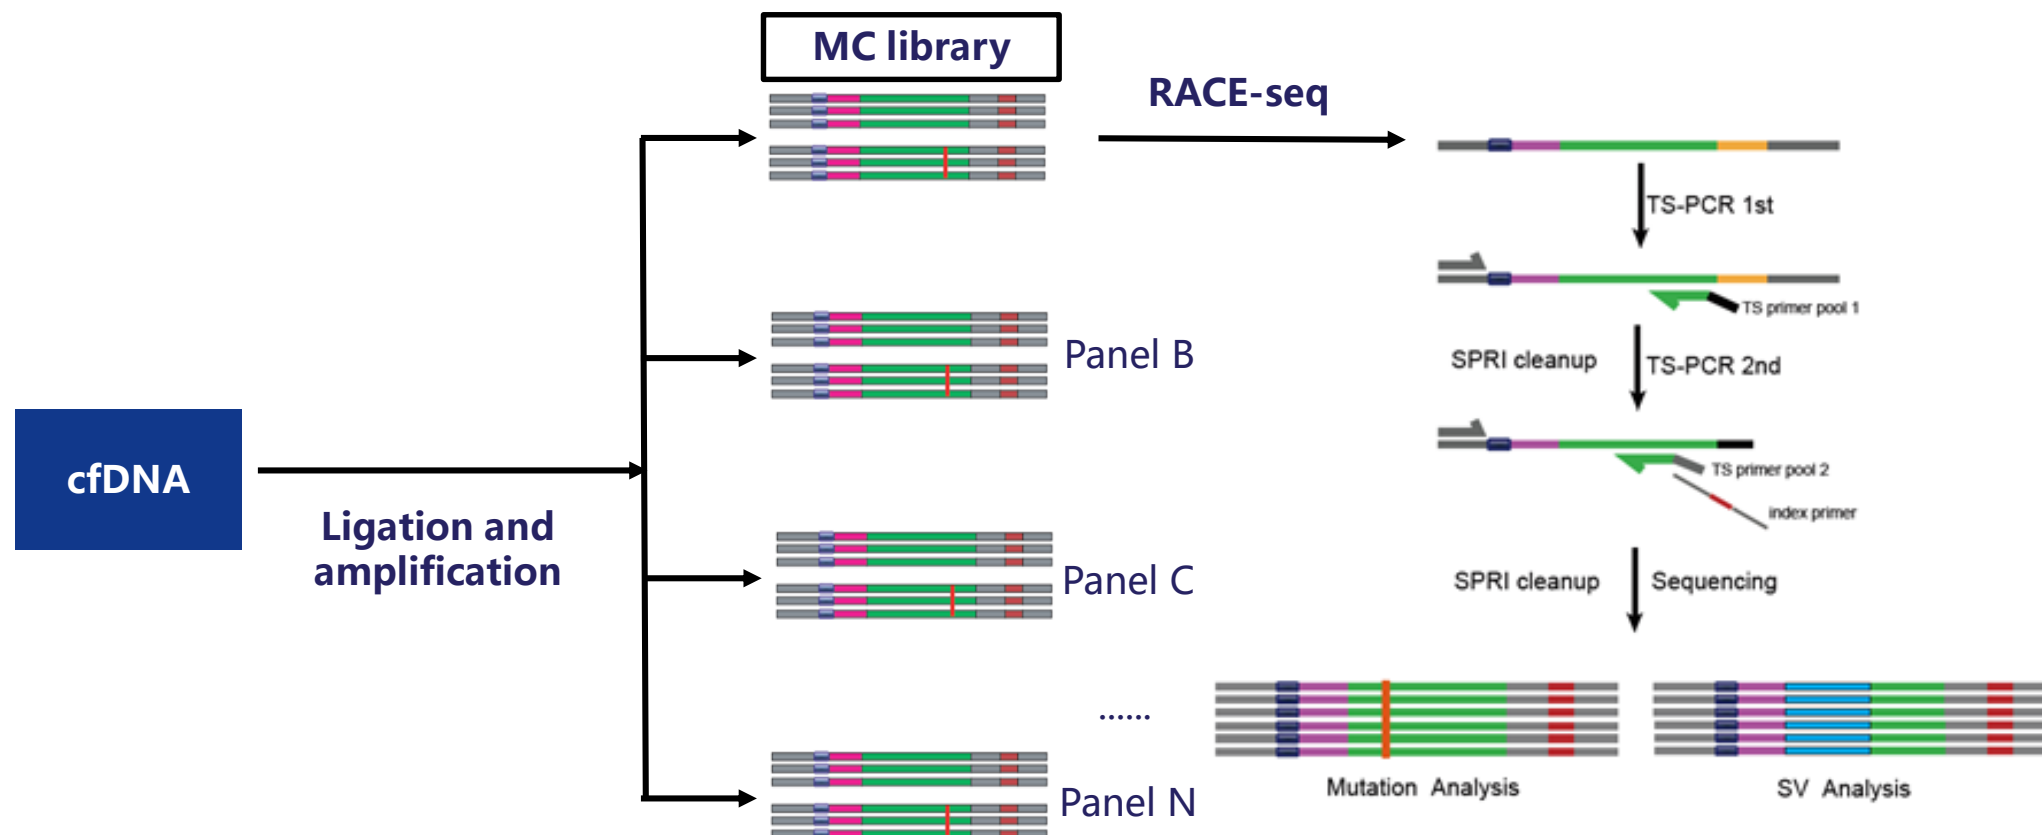 MC library
RACE-seq
TS-PCR 1st
TS primer pool 1
SPRI cleanup
TS-PCR 2nd
Panel B
cfDNA
TS primer pool 2
index primer
Ligation and
amplification
Panel C
SPRI cleanup
Sequencing
......
Mutation Analysis
SV Analysis
Panel N